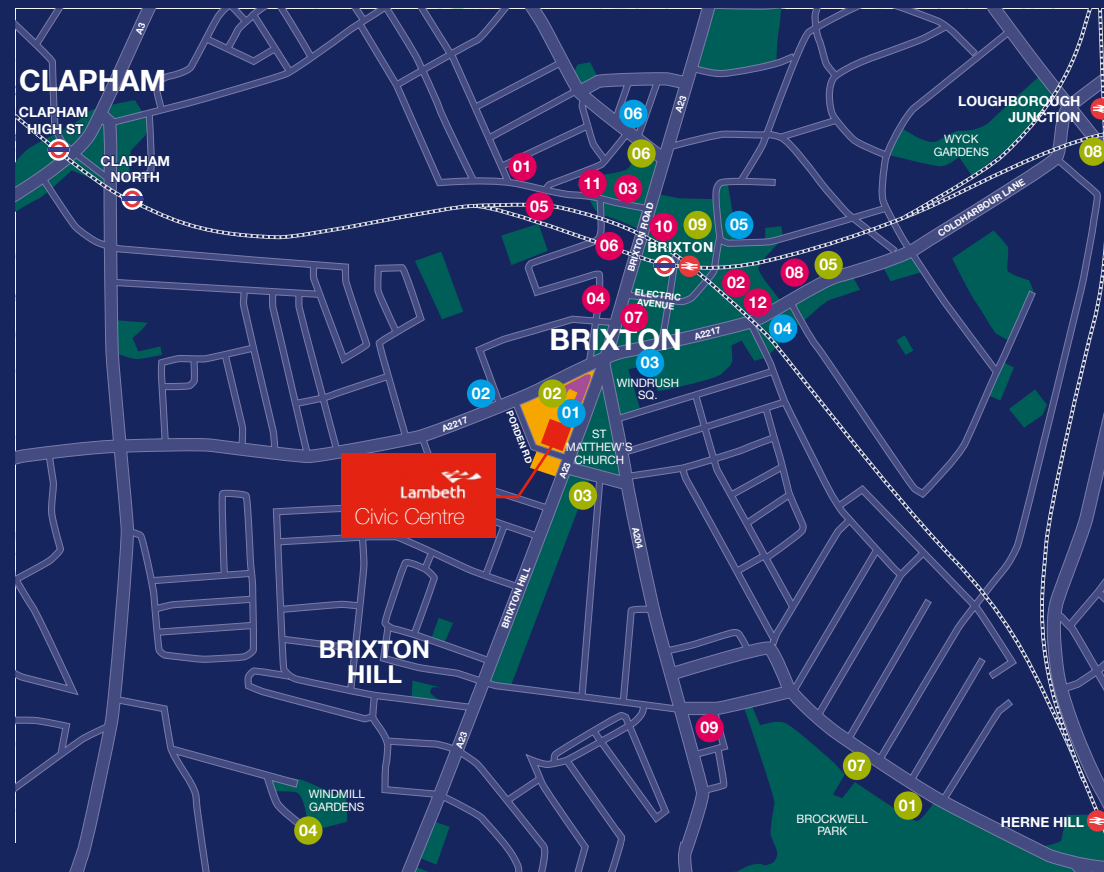 A3
CLAPHAM
CLAPHAM
HIGH ST
CLAPHAM
NORTH
A23
06
06
LOUGHBOROUGH
JUNCTION
WYCK
GARDENS
08
01
11
03
05
COLDHARBOUR LANE
BRIXTON ROAD
10
09
05
06
BRIXTON
02
08
05
04
ELECTRIC
AVENUE
12
07
BRIXTON
A2217
04
03
WINDRUSH
SQ.
02
02
01
A2217
PORDEN RD
ST
MATTHEW'S
CHURCH
A23
Lambeth
Civic Centre
03
A204
BRIXTON HILL
BRIXTON
HILL
09
A23
07
01
WINDMILL
GARDENS
04
BROCKWELL
PARK
HERNE HILL